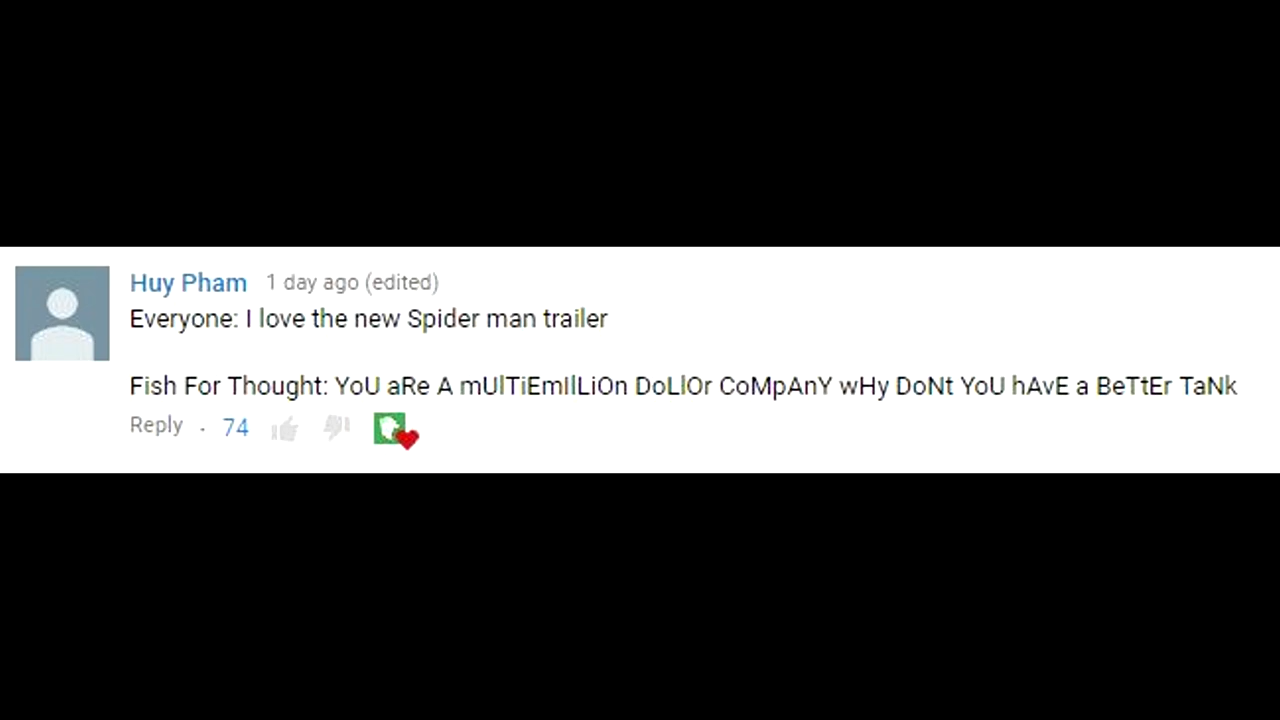 Huy Pham 1 day ago (edited)
Everyone: I love the new Spider man trailer
Fish For Thought: YoU aRe A mUlTiEmIlLiOn DoLlOr CoMpAnY wHy DoNt YoU hAvE a BeTtEr TaNk
Reply · 74